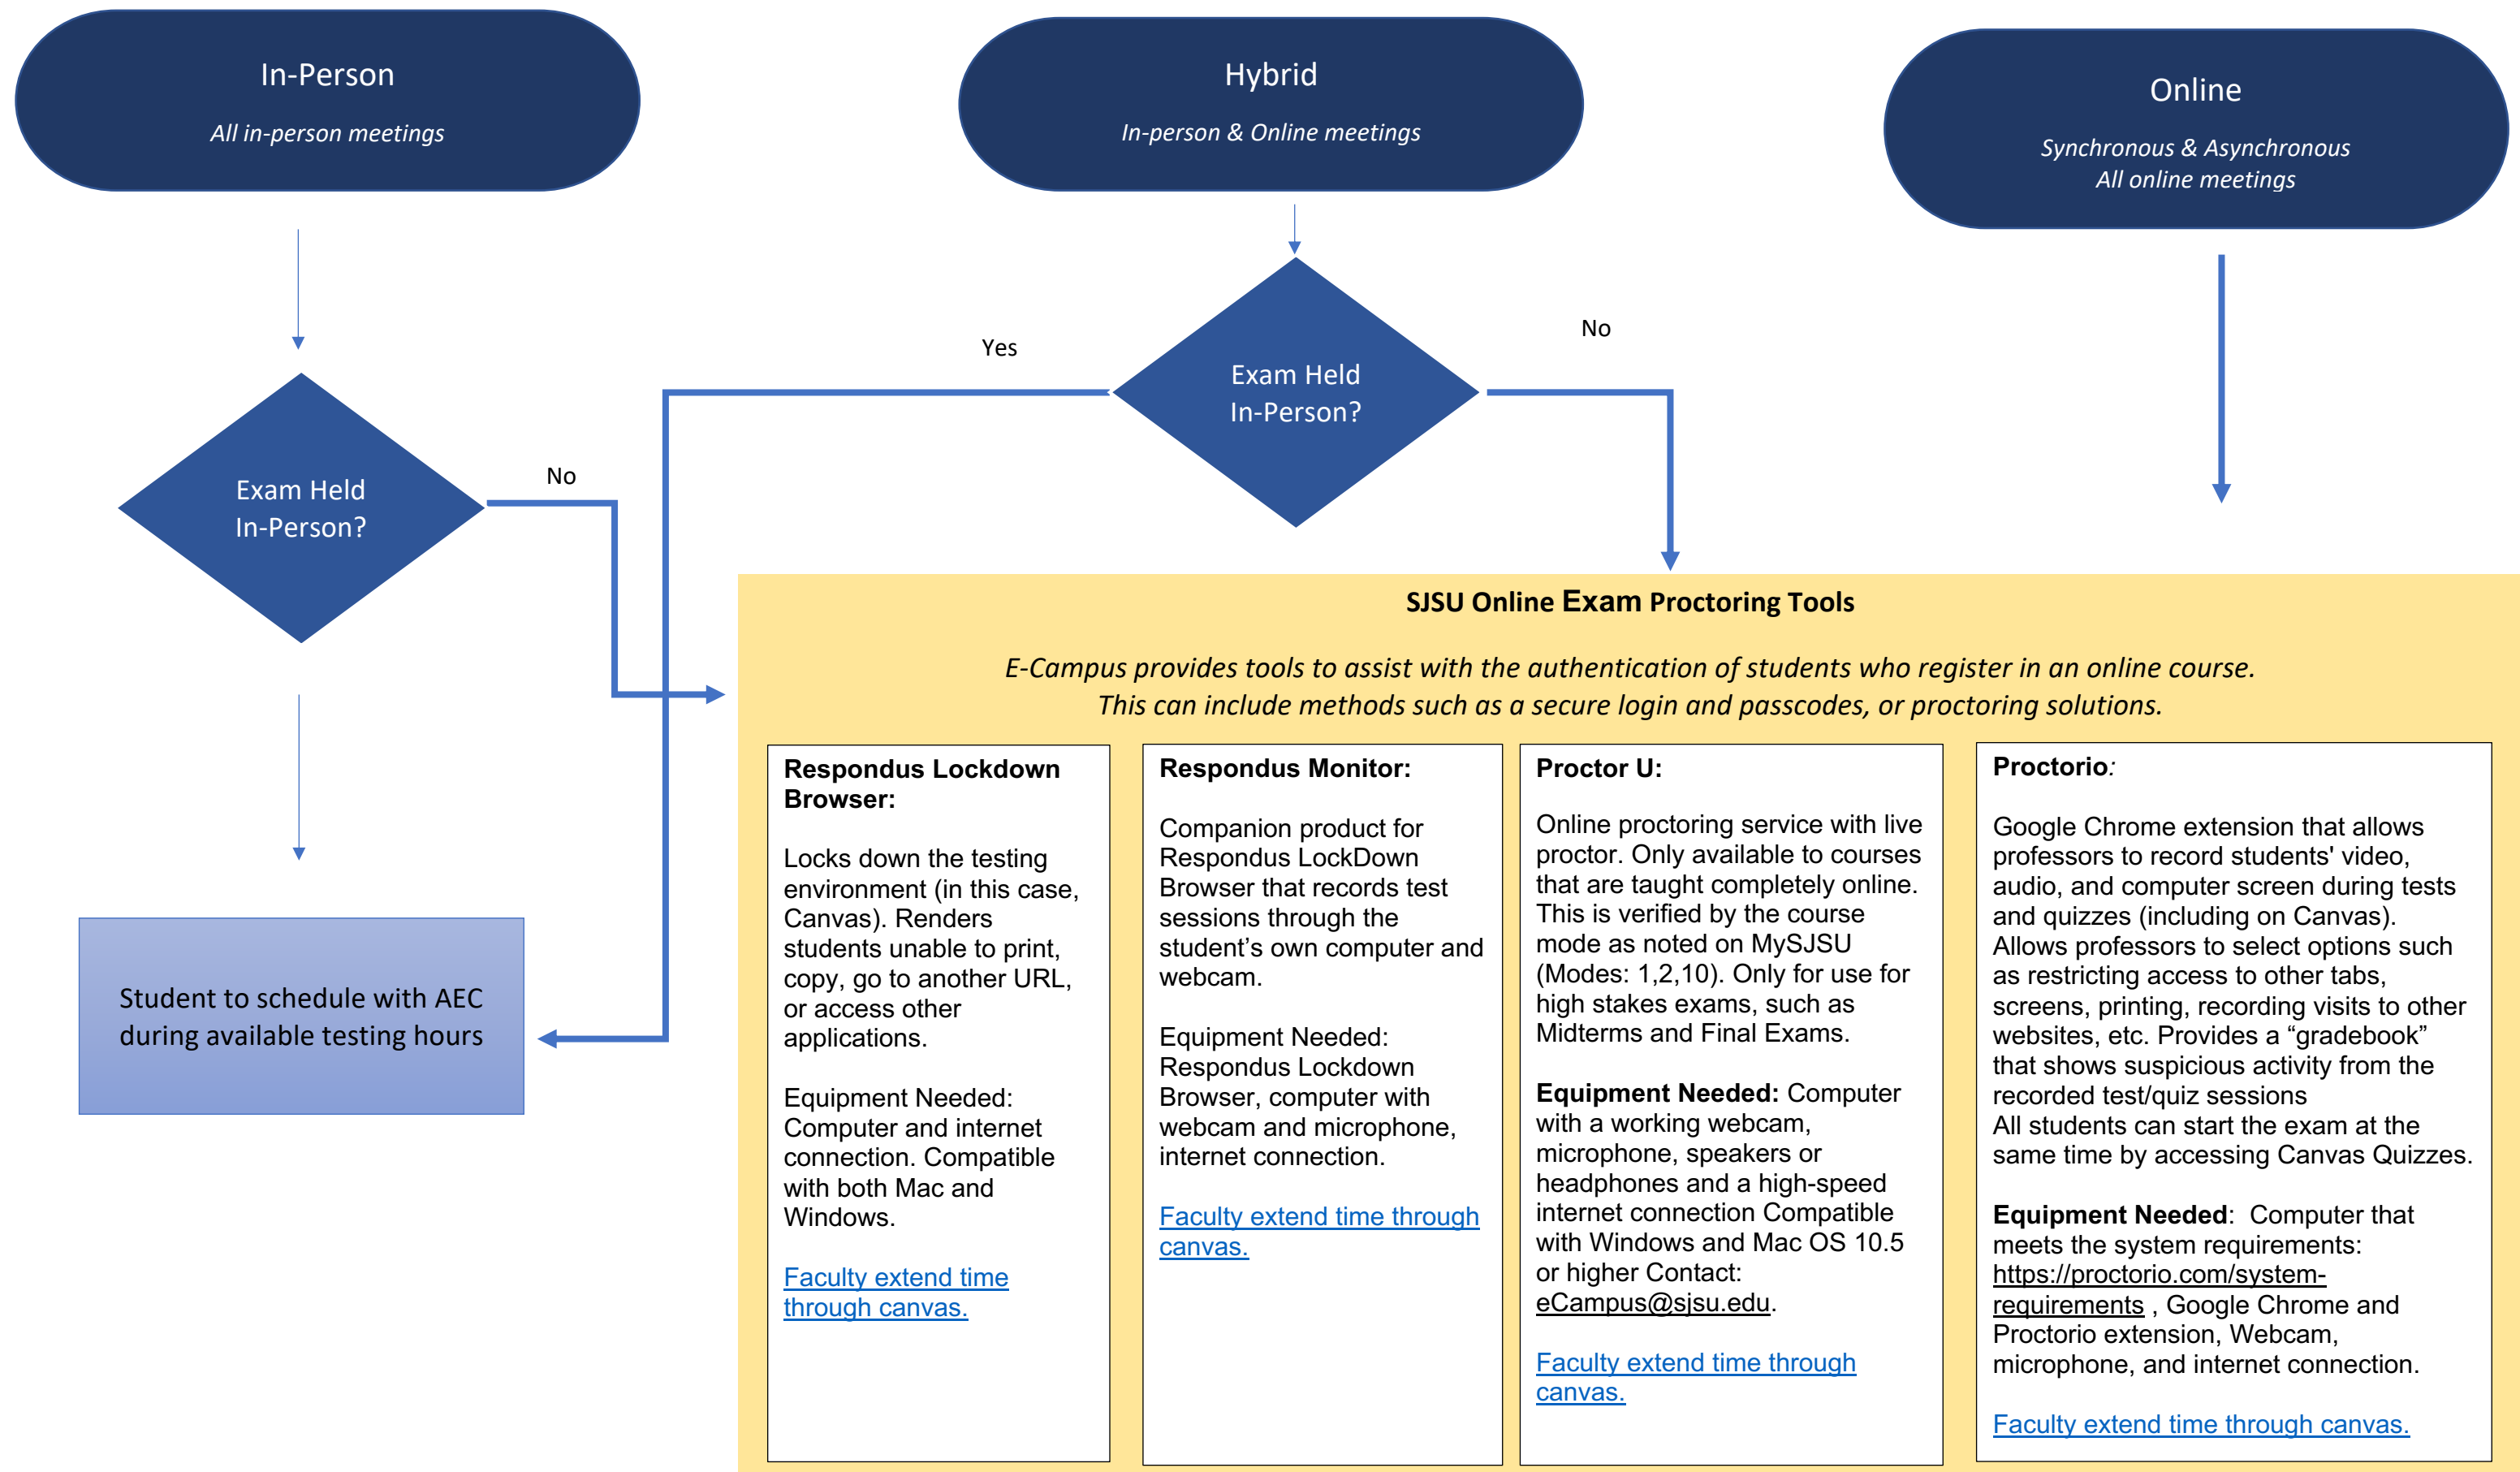 In-Person
All in-person meetings
Hybrid
In-person & Online meetings
Online
Synchronous & Asynchronous
All online meetings
Exam Held
In-Person?
No
Yes
Exam Held
In-Person?
No
Student to schedule with AEC
during available testing hours
SJSU Online Exam Proctoring Tools
E-Campus provides tools to assist with the authentication of students who register in an online course.
This can include methods such as a secure login and passcodes, or proctoring solutions.
Respondus Lockdown
Browser:
Locks down the testing
environment (in this case,
Canvas). Renders
students unable to print,
copy, go to another URL,
or access other
applications.
Equipment Needed:
Computer and internet
connection. Compatible
with both Mac and
Windows.
Faculty extend time
through canvas.
Respondus Monitor:
Companion product for
Respondus LockDown
Browser that records test
sessions through the
student’s own computer and
webcam.
Equipment Needed:
Respondus Lockdown
Browser, computer with
webcam and microphone,
internet connection.
Faculty extend time through
canvas.
Proctor U:
Online proctoring service with live
proctor. Only available to courses
that are taught completely online.
This is verified by the course
mode as noted on MySJSU
(Modes: 1,2,10). Only for use for
high stakes exams, such as
Midterms and Final Exams.
Equipment Needed: Computer
with a working webcam,
microphone, speakers or
headphones and a high-speed
internet connection Compatible
with Windows and Mac OS 10.5
or higher Contact:
eCampus@sjsu.edu.
Faculty extend time through
canvas.
Proctorio:
Google Chrome extension that allows
professors to record students' video,
audio, and computer screen during tests
and quizzes (including on Canvas).
Allows professors to select options such
as restricting access to other tabs,
screens, printing, recording visits to other
websites, etc. Provides a “gradebook”
that shows suspicious activity from the
recorded test/quiz sessions
All students can start the exam at the
same time by accessing Canvas Quizzes.
Equipment Needed: Computer that
meets the system requirements:
https://proctorio.com/system-
requirements , Google Chrome and
Proctorio extension, Webcam,
microphone, and internet connection.
Faculty extend time through canvas.